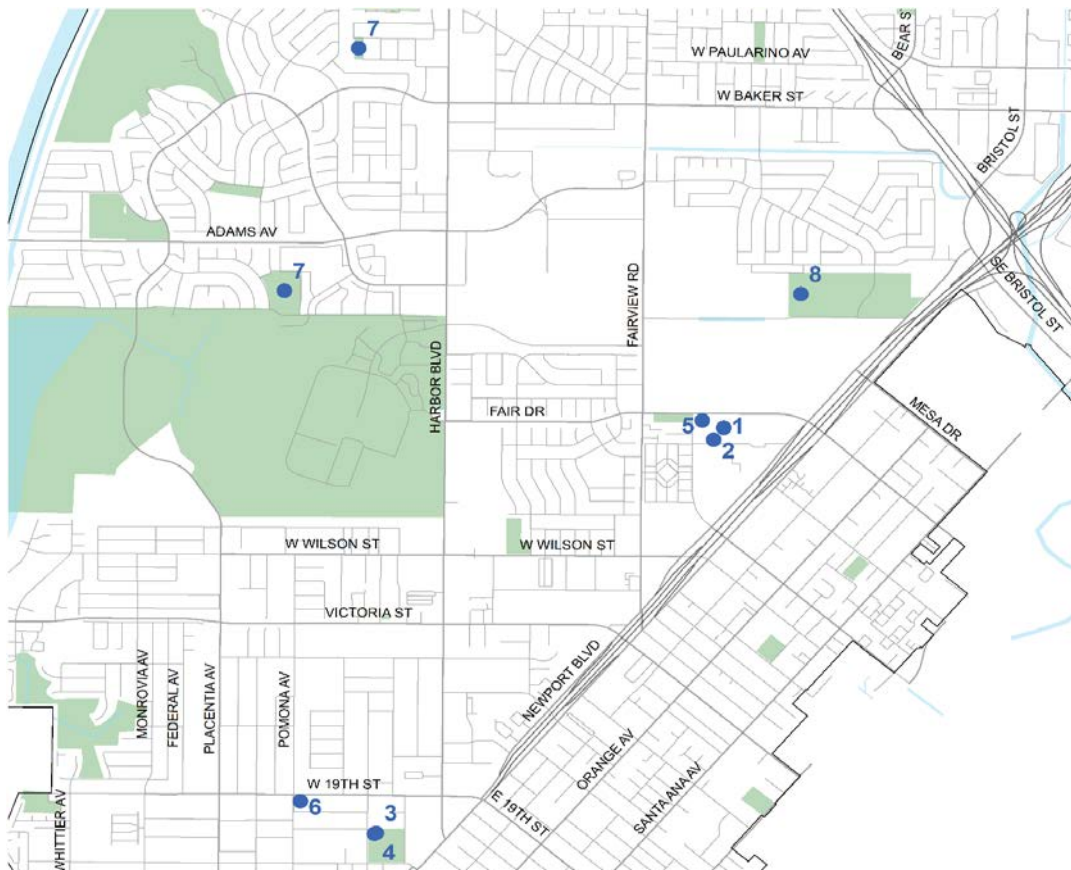 7
W PAULARINO AV
BEAR S
W BAKER ST
BRISTOL ST
ADAMS AV
7
FAIRVIEW RD
8
SE BRISTOL ST
HARBOR BLVD
FAIR DR
5
1
2
MESA DR
W WILSON ST
W WILSON ST
VICTORIA ST
MONROVIA AV
FEDERAL AV
PLACENTIA AV
POMONA AV
NEWPORT BLVD
ORANGE AV
SANTA ANA AV
W 19TH ST
E 19TH ST
6
3
4
WHITTIER AV